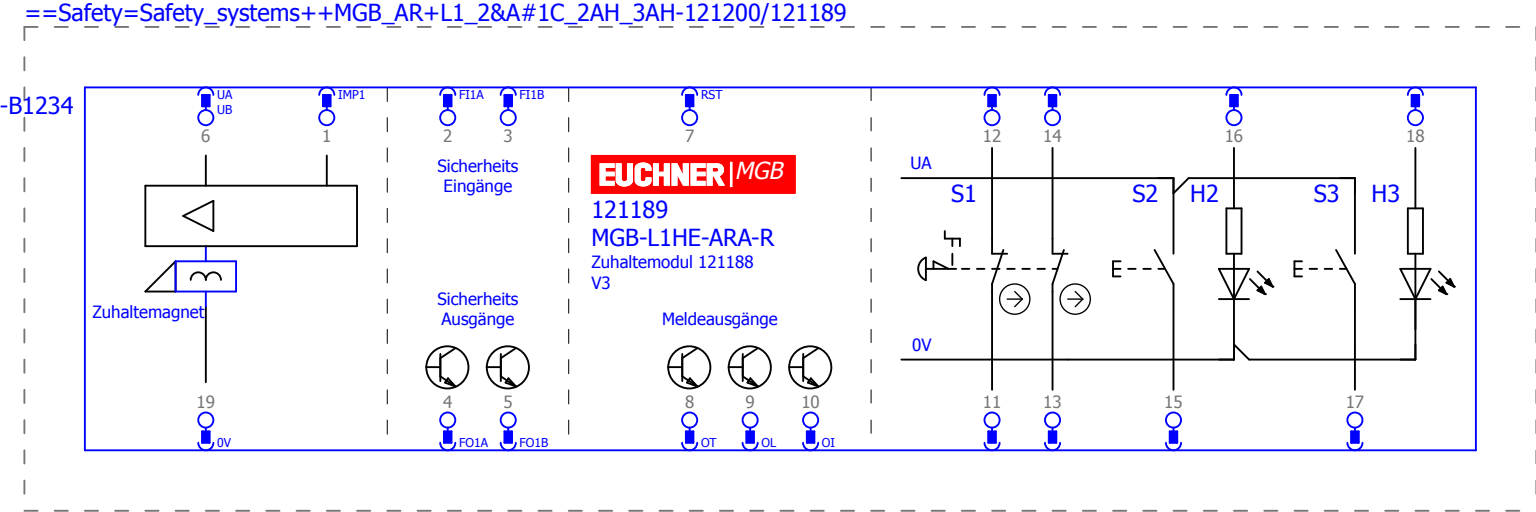 ==Safety=Safety_systems++MGB_AR+L1_2&A#1C_2AH_3AH-121200/121189
-B1234
UA
UB
IMP1
FI1A
FI1B
RST
6
1
2
3
7
12
14
16
18
Sicherheits
Eingänge
EUCHNER|MGB
121189
MGB-L1HE-ARA-R
Zuhaltemodul 121188
V3
UA
S1
S2
H2
S3
H3
Zuhaltemagnet
Sicherheits
Ausgänge
Meldeausgänge
0V
19
4
5
8
9
10
11
13
15
17
0V
FO1A
FO1B
OT
OL
OI